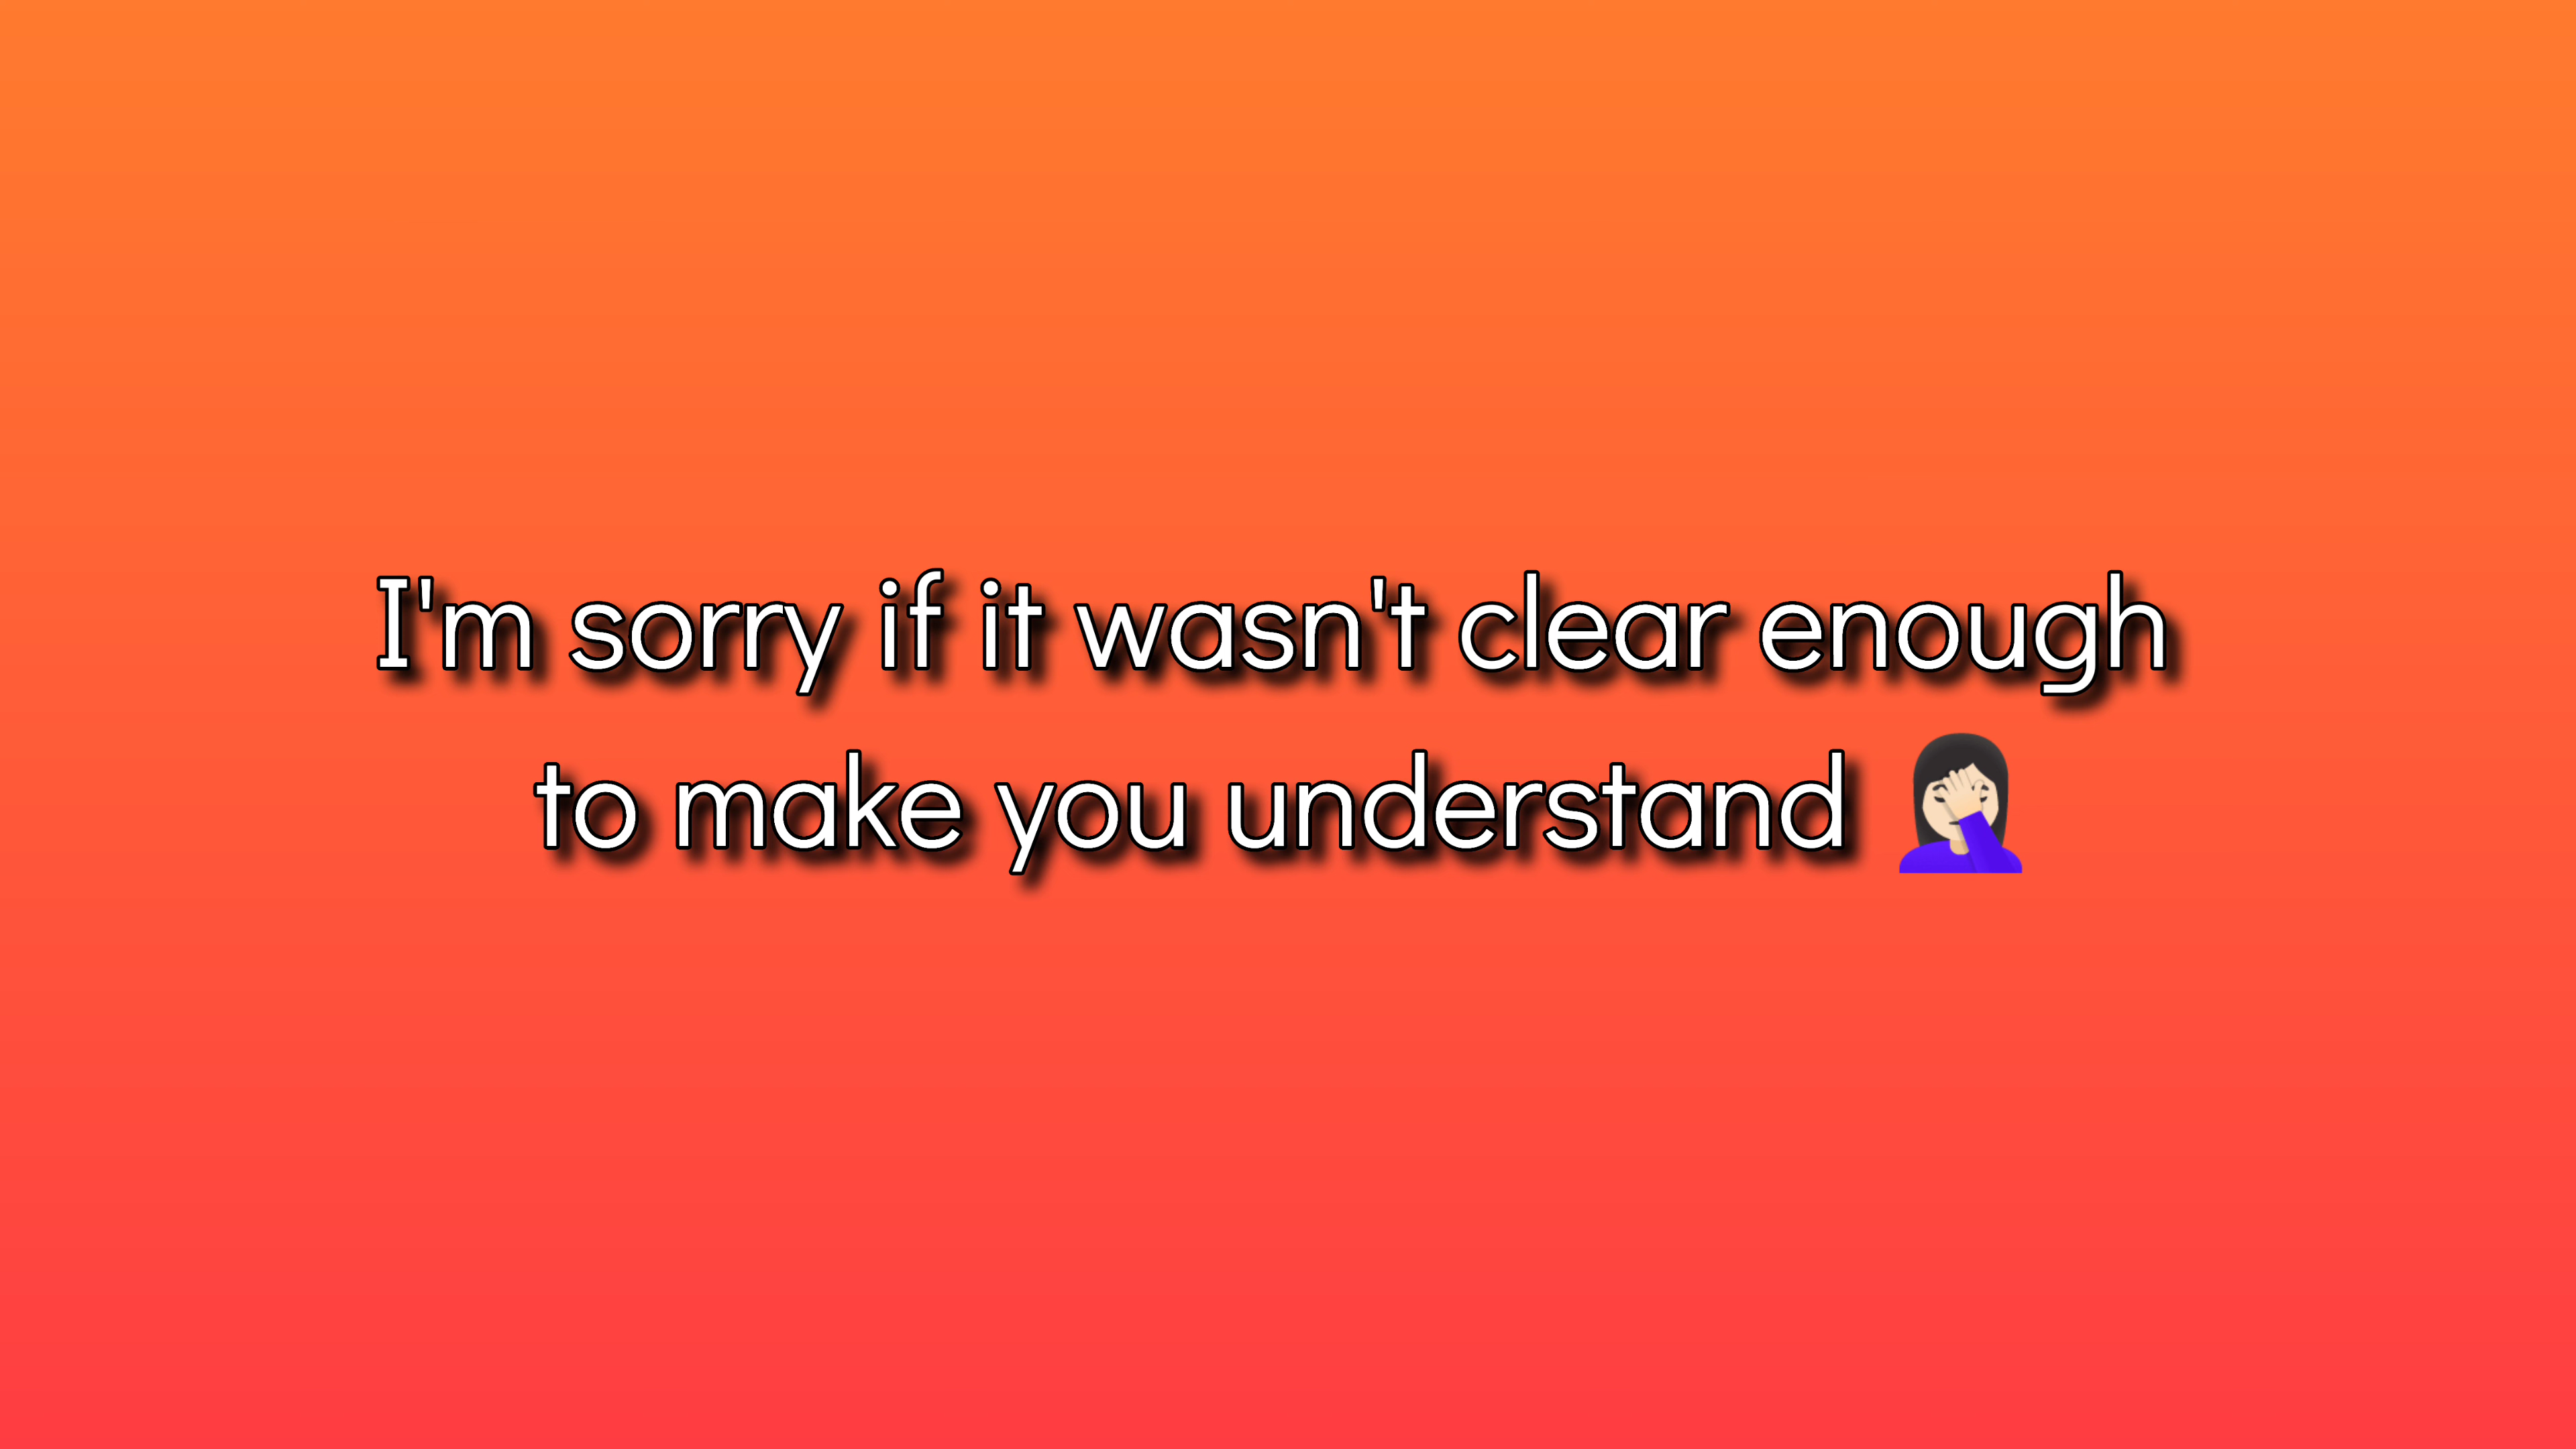 I'm sorry if it wasn't clear enough
to make you understand 🤦🏻‍♀️